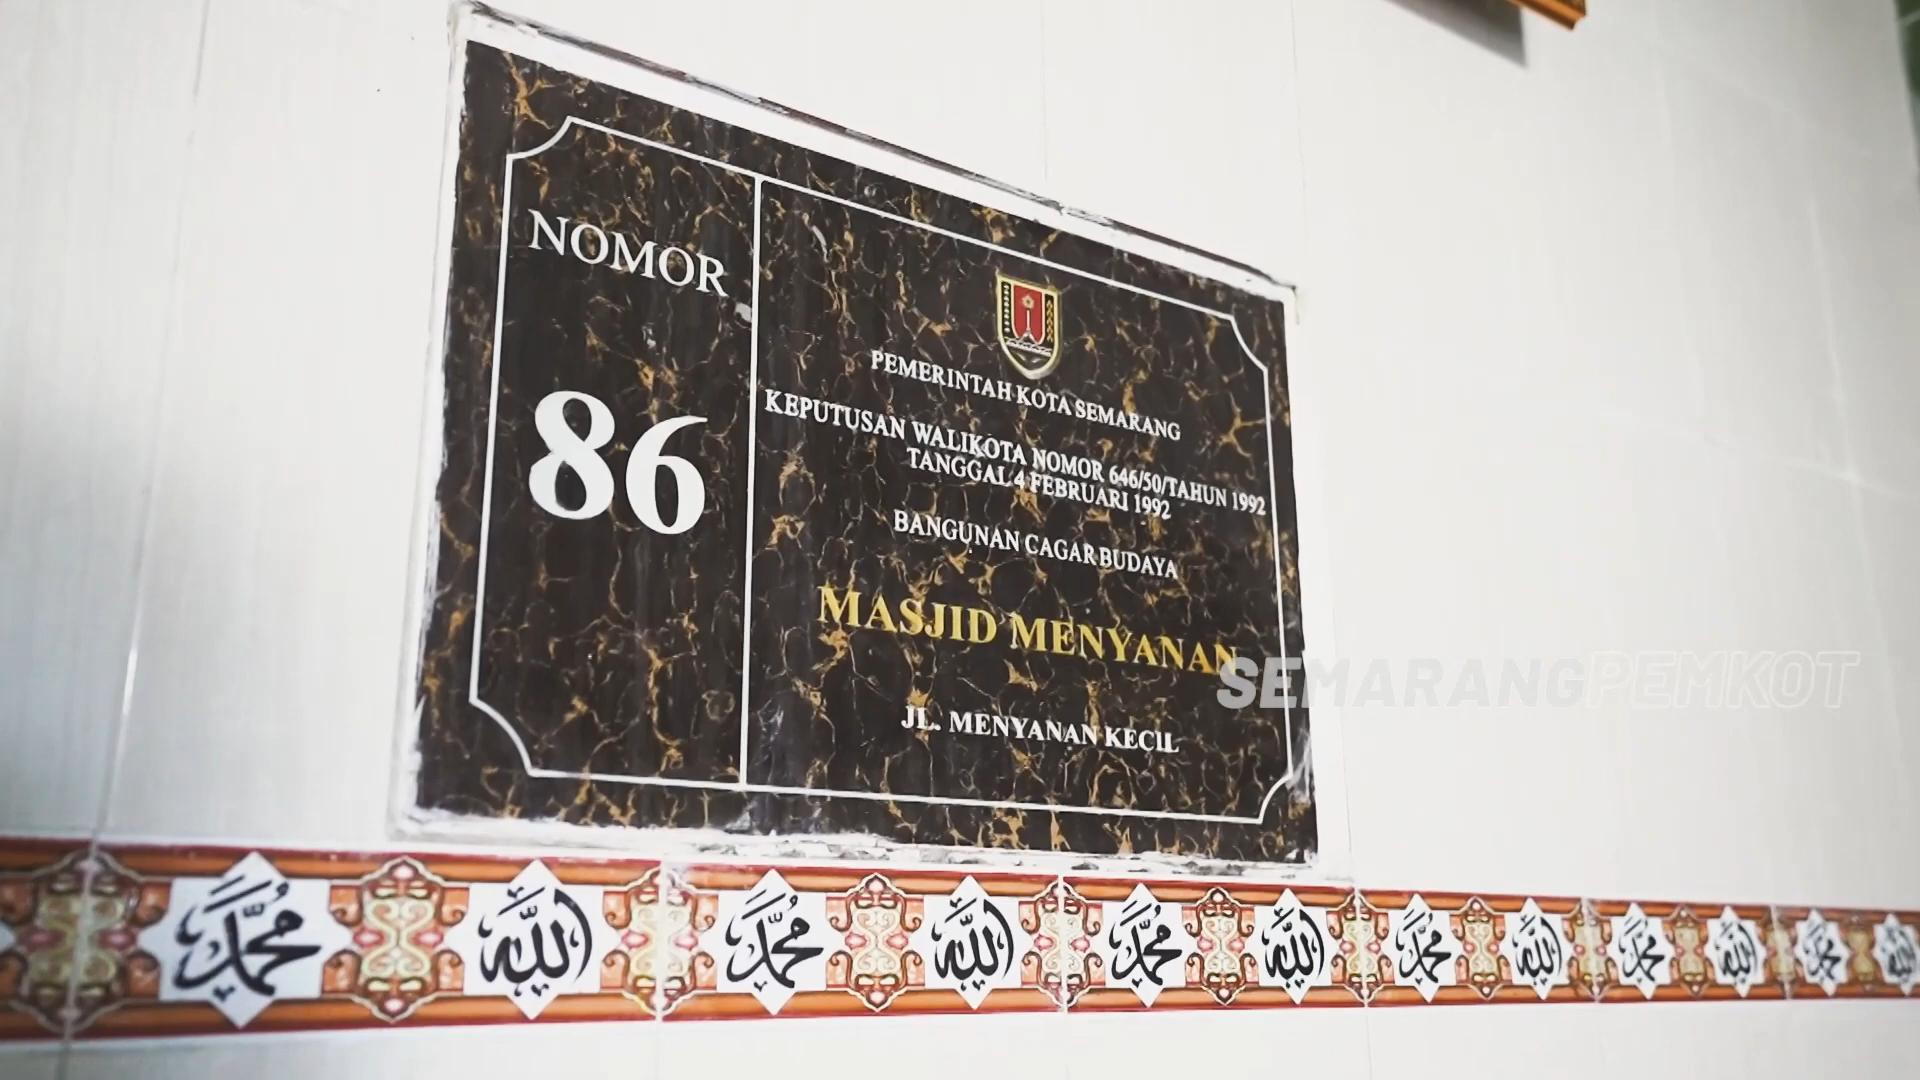 NOMOR
86
PEMERINTAH KOTA SEMARANG
KEPUTUSAN WALIKOTA NOMOR 646/50/TAHUN 1992
TANGGAL 4 FEBRUARI 1992
BANGUNAN CAGAR BUDAYA
MASJID MENYANAN
JL. MENYANAN KECIL
SEMARANGPEMKOT
محمد الله محمد الله محمد الله محمد الله محمد الله محمد الله